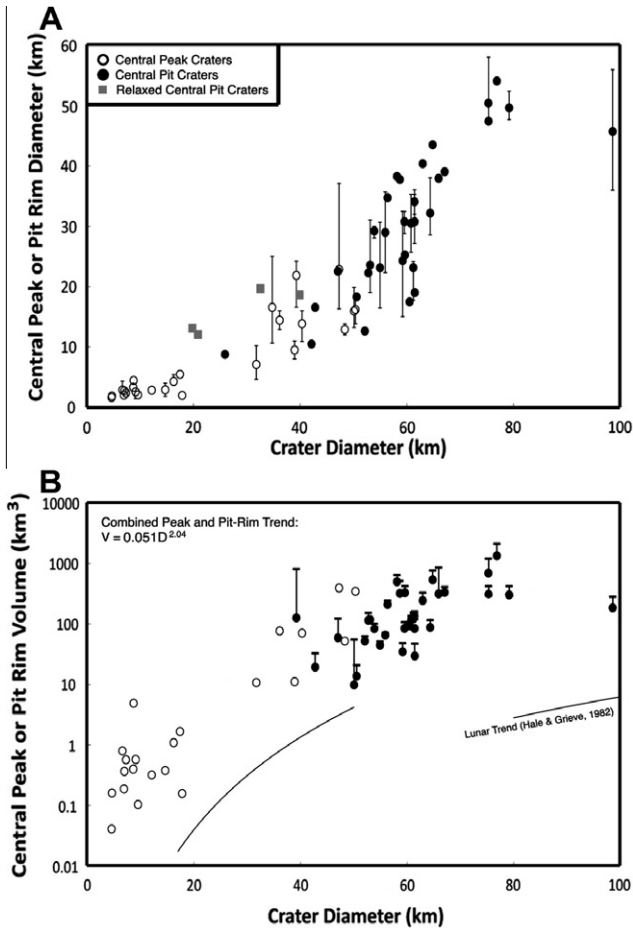 A
Central Peak or Pit Rim Diameter (km)
60
50
40
30
20
10
0
Central Peak Craters
Central Pit Craters
Relaxed Central Pit Craters
0 20 40 60 80 100
Crater Diameter (km)
B
Central Peak or Pit Rim Volume (km³)
10000
1000
100
10
1
0.1
0.01
Combined Peak and Pit-Rim Trend:
V = 0.051D^2.04
Lunar Trend (Hale & Grieve, 1982)
0 20 40 60 80 100
Crater Diameter (km)